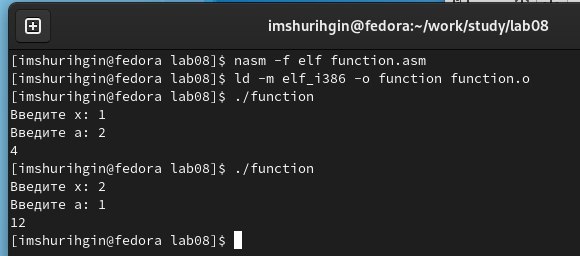 imshurihgin@fedora:~/work/study/lab08
[imshurihgin@fedora lab08]$ nasm -f elf function.asm
[imshurihgin@fedora lab08]$ ld -m elf_i386 -o function function.o
[imshurihgin@fedora lab08]$ ./function
Введите x: 1
Введите a: 2
4
[imshurihgin@fedora lab08]$ ./function
Введите x: 2
Введите a: 1
12
[imshurihgin@fedora lab08]$